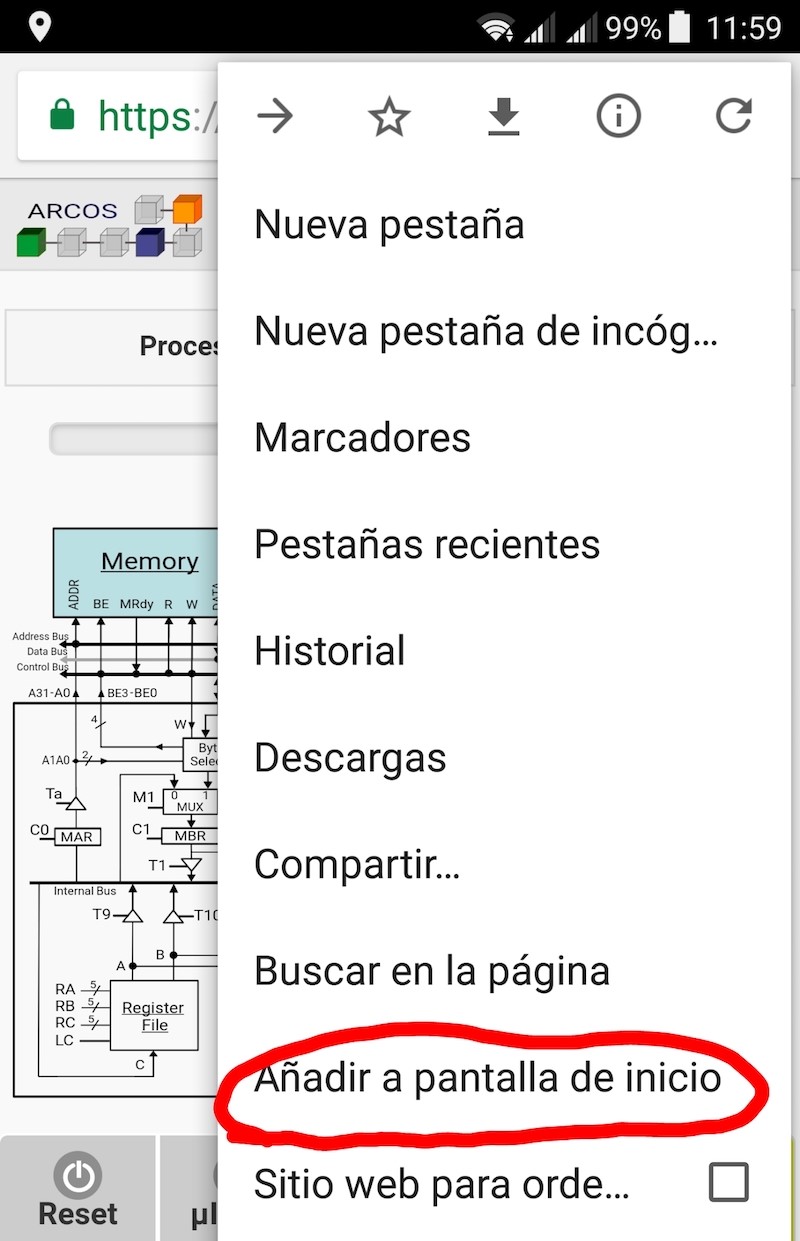 99% 11:59
https:/
ARCOS
Nueva pestaña
Nueva pestaña de incóg...
Marcadores
Pestañas recientes
Historial
Descargas
Compartir...
Buscar en la página
Añadir a pantalla de inicio
Sitio web para orde...
Proces
Memory
ADDR BE MRdy R W DATA
Address Bus
Data Bus
Control Bus
A31-A0 BE3-BE0
4
W
Byt
Selec
A1A0 2
Ta
M1 0 1
MUX
C0 MAR C1 MBR
T1
Internal Bus
T9 T10
B
A
RA 5
RB 5
RC 5
LC
Register
File
C
Reset